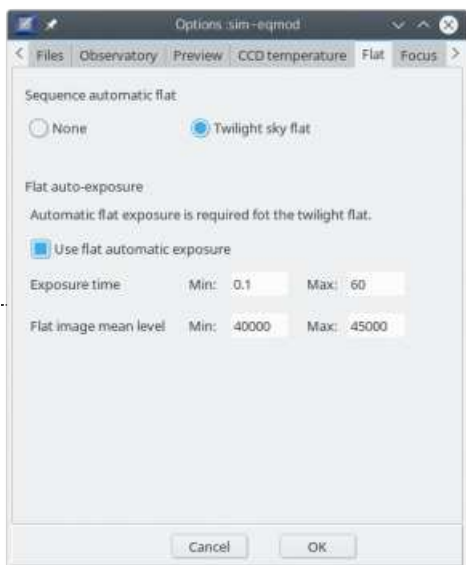 Options :sim-eqmod
Files Observatory Preview CCD temperature Flat Focus
Sequence automatic flat
None Twilight sky flat
Flat auto-exposure
Automatic flat exposure is required fot the twilight flat.
Use flat automatic exposure
Exposure time Min: 0.1 Max: 60
Flat image mean level Min: 40000 Max: 45000
Cancel OK